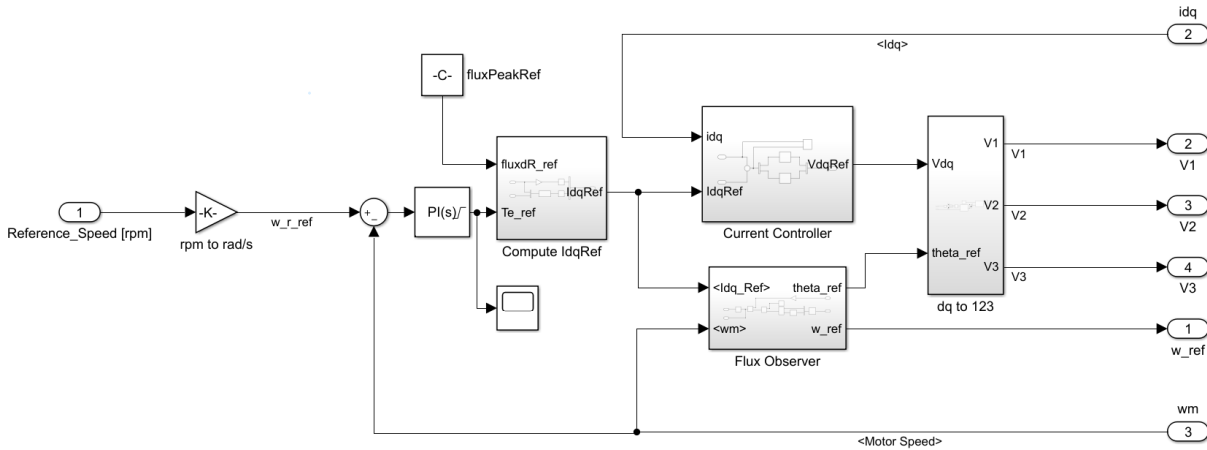 idq
2
<Idq>
-C-
fluxPeakRef
fluxdR_ref
IdqRef
Te_ref
Compute IdqRef
idq
VdqRef
IdqRef
Current Controller
Vdq
theta_ref
V1
V2
V3
dq to 123
V1
2
V1
V2
3
V2
V3
4
V3
1
Reference_Speed [rpm]
-K-
rpm to rad/s
w_r_ref
+
-
PI(s)
<Idq_Ref>
theta_ref
<wm>
w_ref
Flux Observer
1
w_ref
wm
3
<Motor Speed>